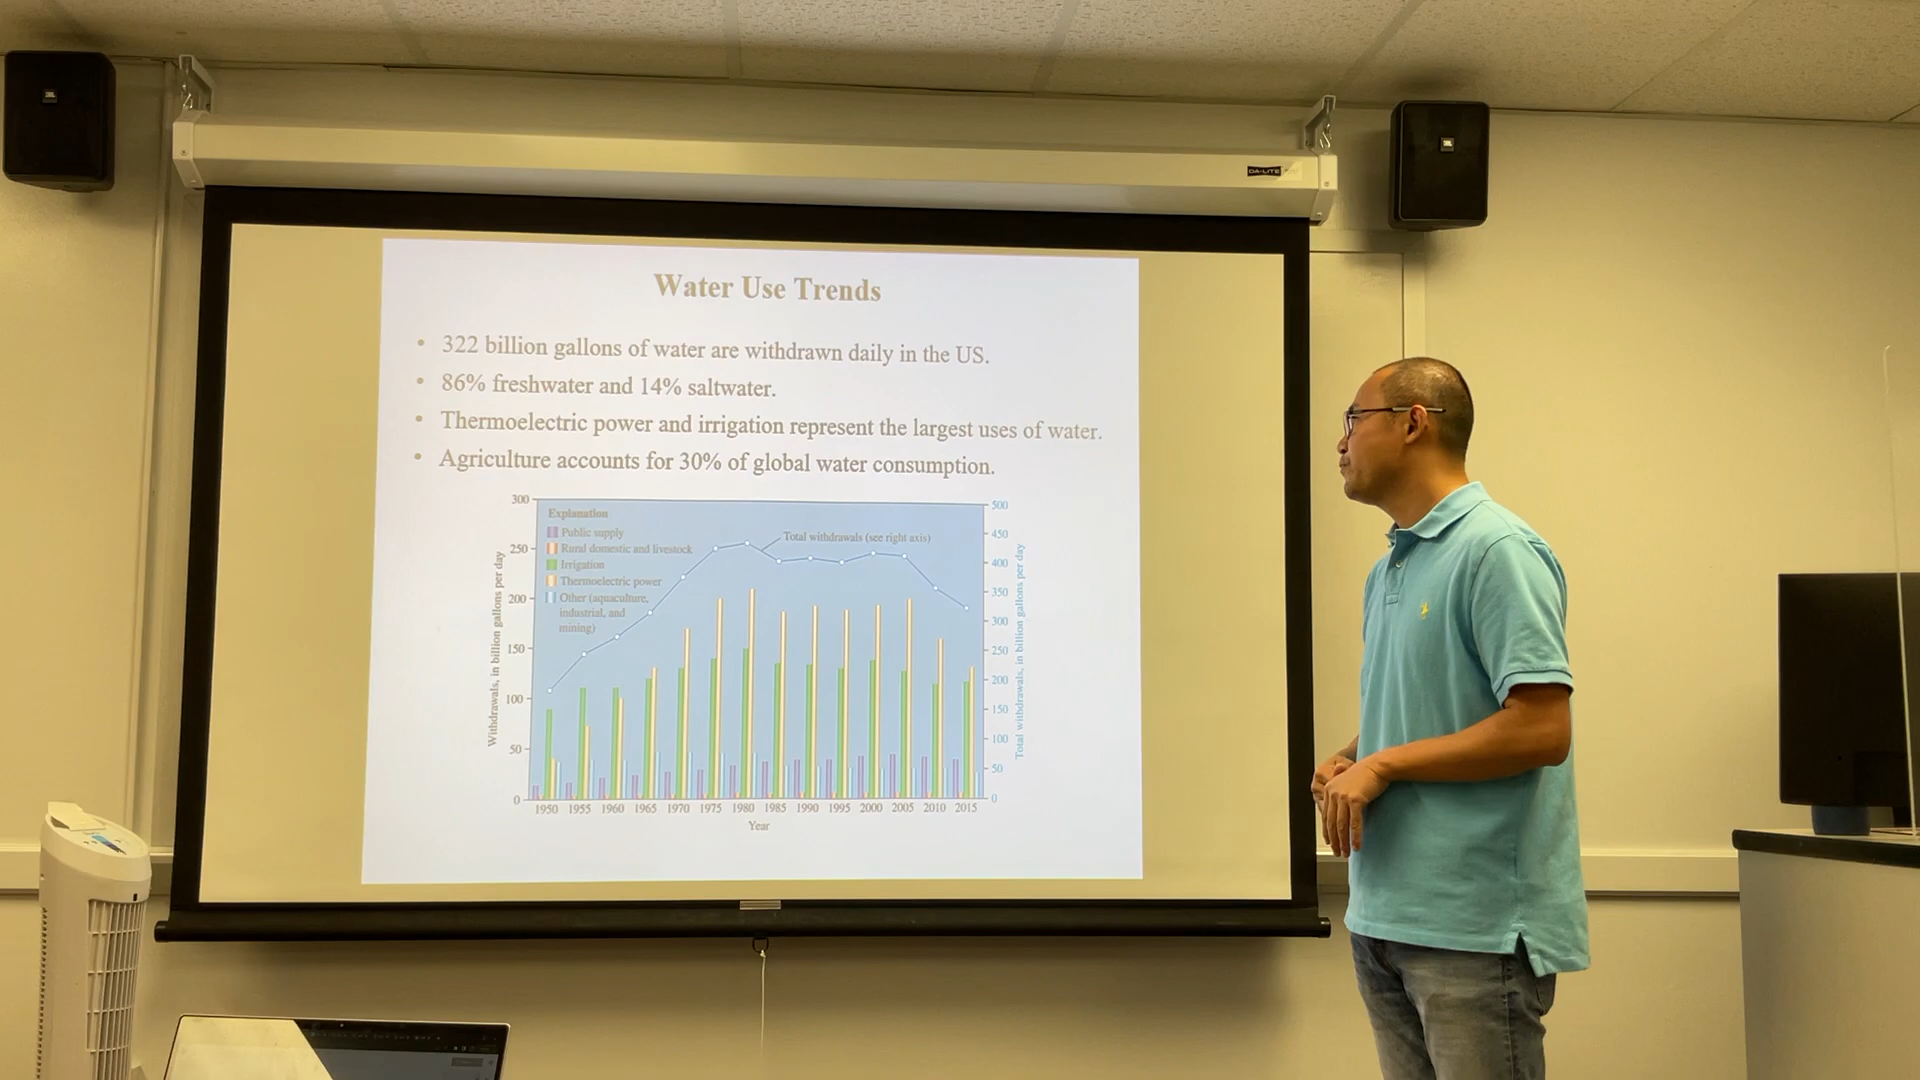 JBL
JBL
DA-LITE
Water Use Trends
• 322 billion gallons of water are withdrawn daily in the US.
• 86% freshwater and 14% saltwater.
• Thermoelectric power and irrigation represent the largest uses of water.
• Agriculture accounts for 30% of global water consumption.
Withdrawals, in billion gallons per day
300
250
200
150
100
50
0
Explanation
Public supply
Rural domestic and livestock
Irrigation
Thermoelectric power
Other (aquaculture,
industrial, and
mining)
Total withdrawals (see right axis)
500
450
400
350
300
250
200
150
100
50
0
Total withdrawals, in billion gallons per day
1950 1955 1960 1965 1970 1975 1980 1985 1990 1995 2000 2005 2010 2015
Year